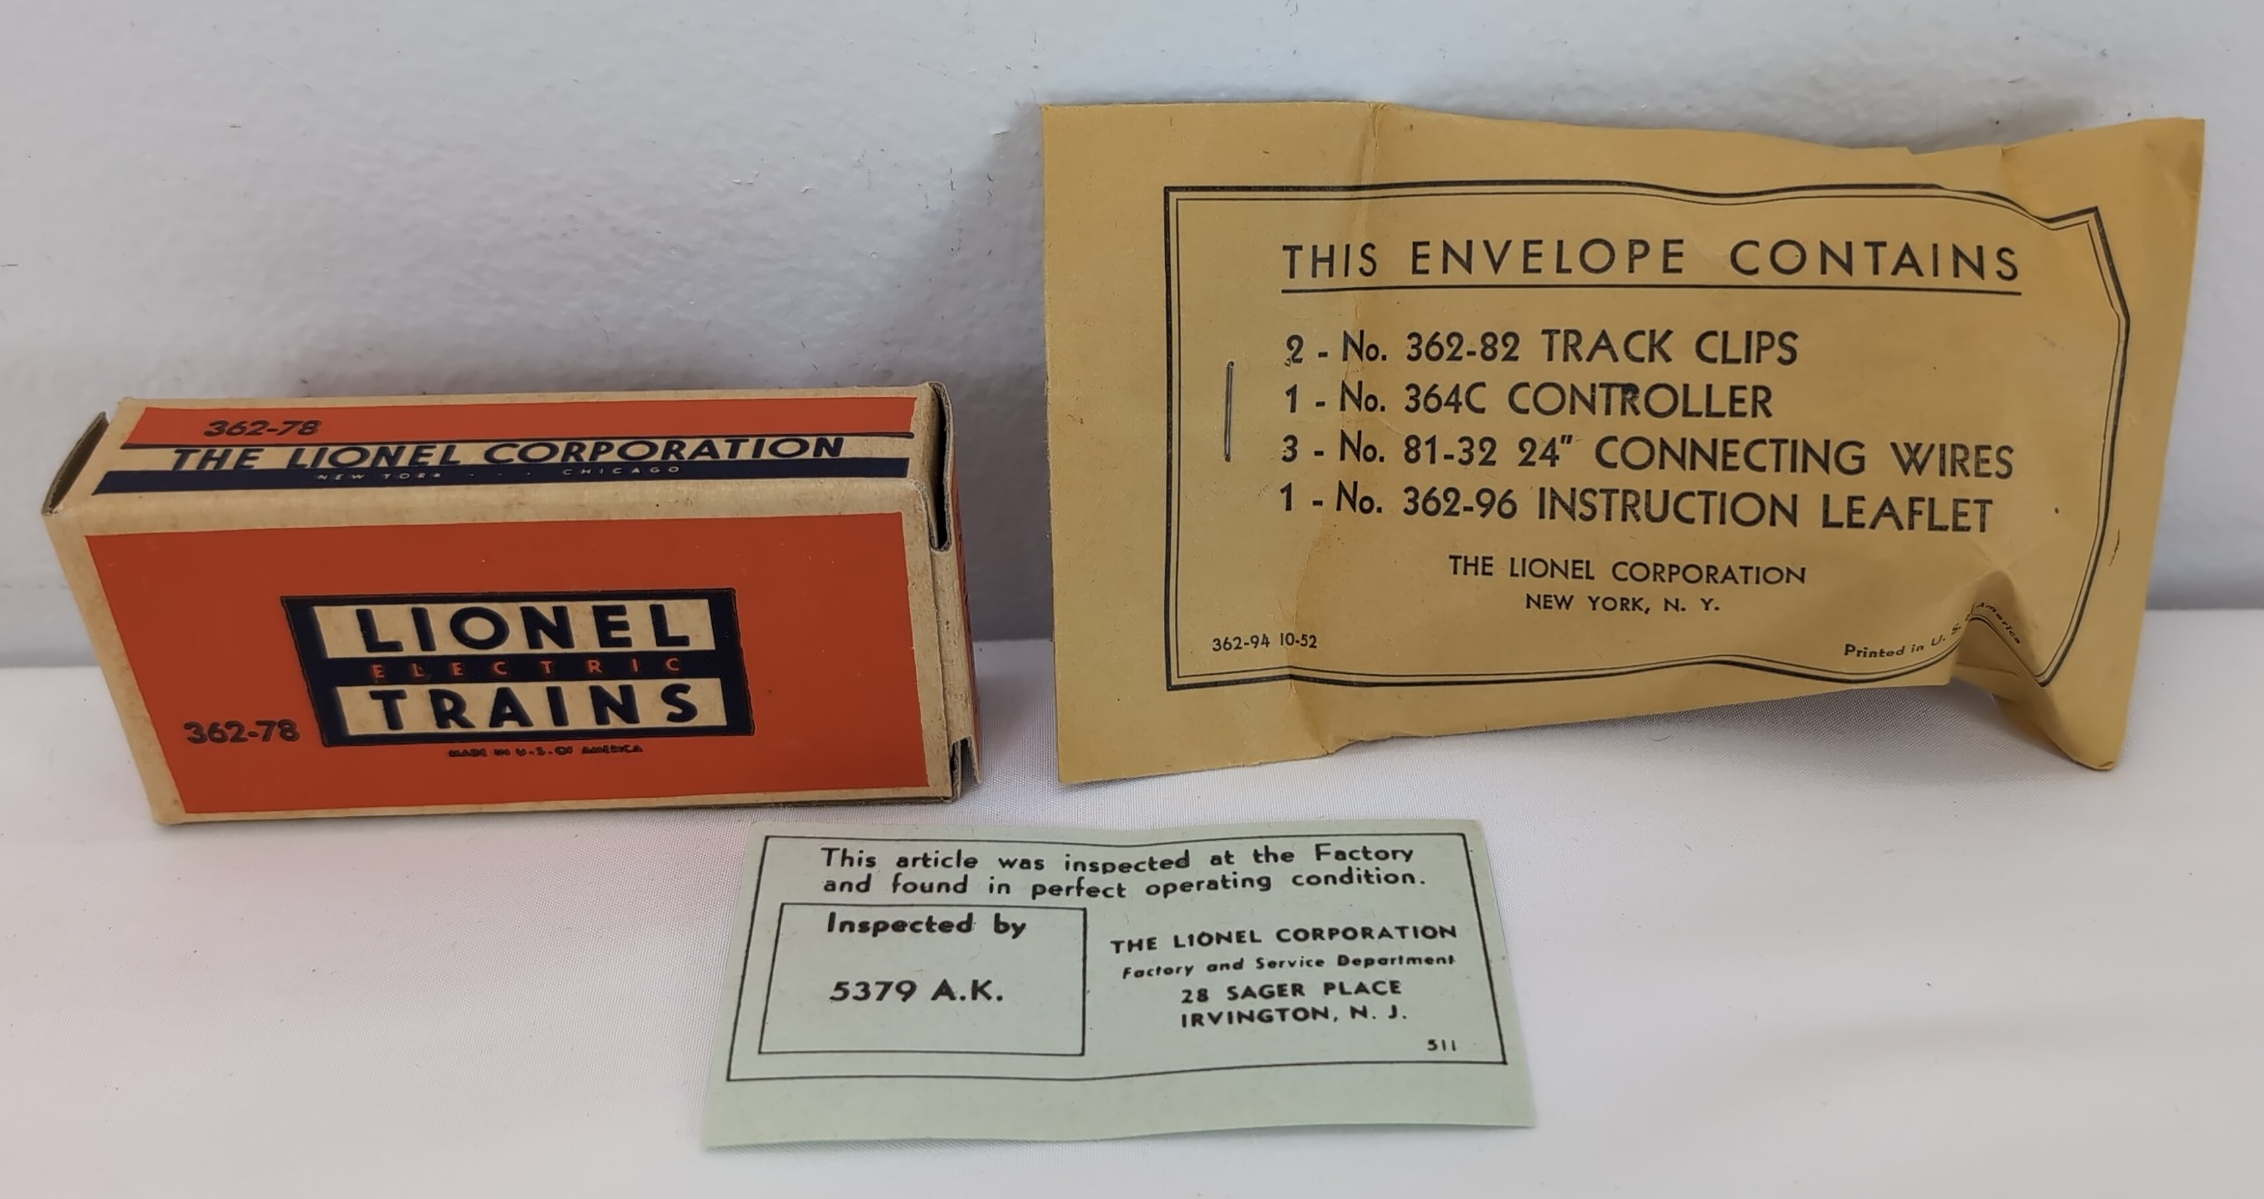 362-78
THE LIONEL CORPORATION
NEW YORK - - - CHICAGO
LIONEL
ELECTRIC
TRAINS
362-78
MADE IN U.S. OF AMERICA
THIS ENVELOPE CONTAINS
2 - No. 362-82 TRACK CLIPS
1 - No. 364C CONTROLLER
3 - No. 81-32 24" CONNECTING WIRES
1 - No. 362-96 INSTRUCTION LEAFLET
THE LIONEL CORPORATION
NEW YORK, N. Y.
362-94 10-52
Printed in U. S. America
This article was inspected at the Factory
and found in perfect operating condition.
Inspected by
5379 A.K.
THE LIONEL CORPORATION
Factory and Service Department
28 SAGER PLACE
IRVINGTON, N. J.
511